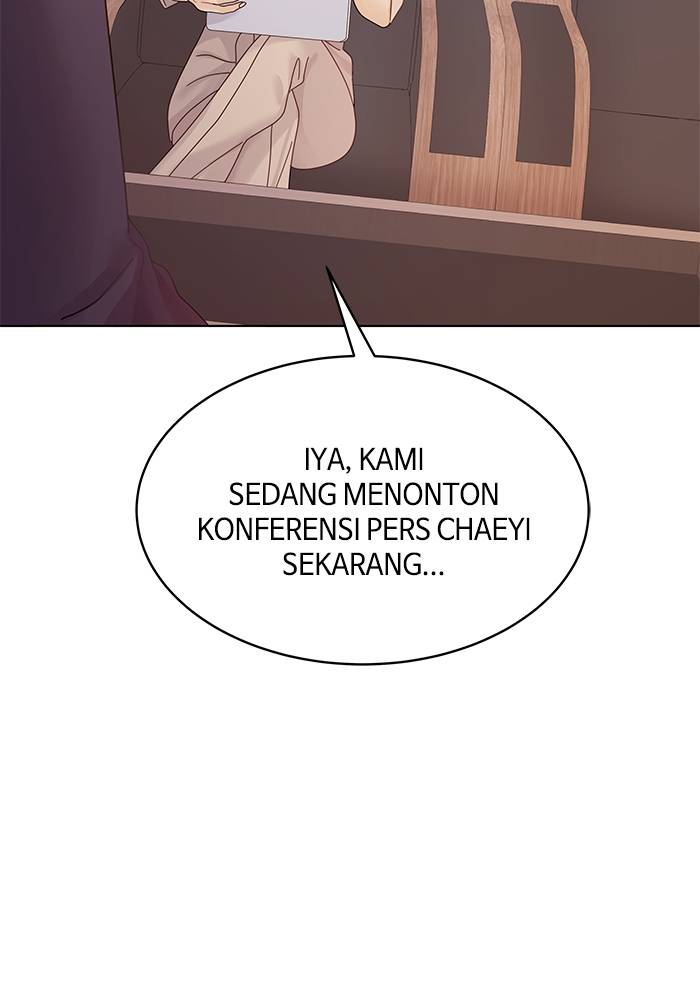 IYA, KAMI
SEDANG MENONTON
KONFERENSI PERS CHAEYI
SEKARANG...